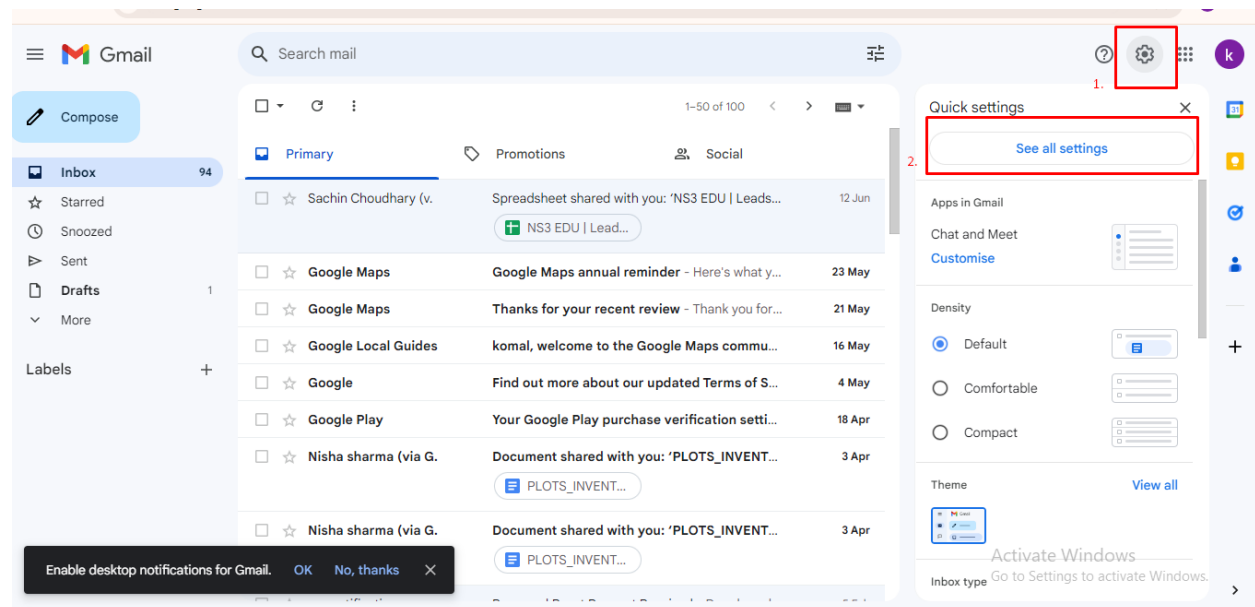 Gmail
Search mail
k
1.
Compose
1–50 of 100
Quick settings
31
Primary
Promotions
Social
2.
See all settings
Inbox 94
Starred
Snoozed
Sent
Drafts 1
More
Labels
Sachin Choudhary (v. Spreadsheet shared with you: ‘NS3 EDU | Leads... 12 Jun
NS3 EDU | Lead...
Google Maps Google Maps annual reminder - Here's what y... 23 May
Google Maps Thanks for your recent review - Thank you for... 21 May
Google Local Guides komal, welcome to the Google Maps commu... 16 May
Google Find out more about our updated Terms of S... 4 May
Google Play Your Google Play purchase verification setti... 18 Apr
Nisha sharma (via G. Document shared with you: ‘PLOTS_INVENT... 3 Apr
PLOTS_INVENT...
Nisha sharma (via G. Document shared with you: ‘PLOTS_INVENT... 3 Apr
PLOTS_INVENT...
Apps in Gmail
Chat and Meet
Customise
Density
Default
Comfortable
Compact
Theme View all
Gmail
Inbox type
Activate Windows
Go to Settings to activate Windows.
Enable desktop notifications for Gmail. OK No, thanks